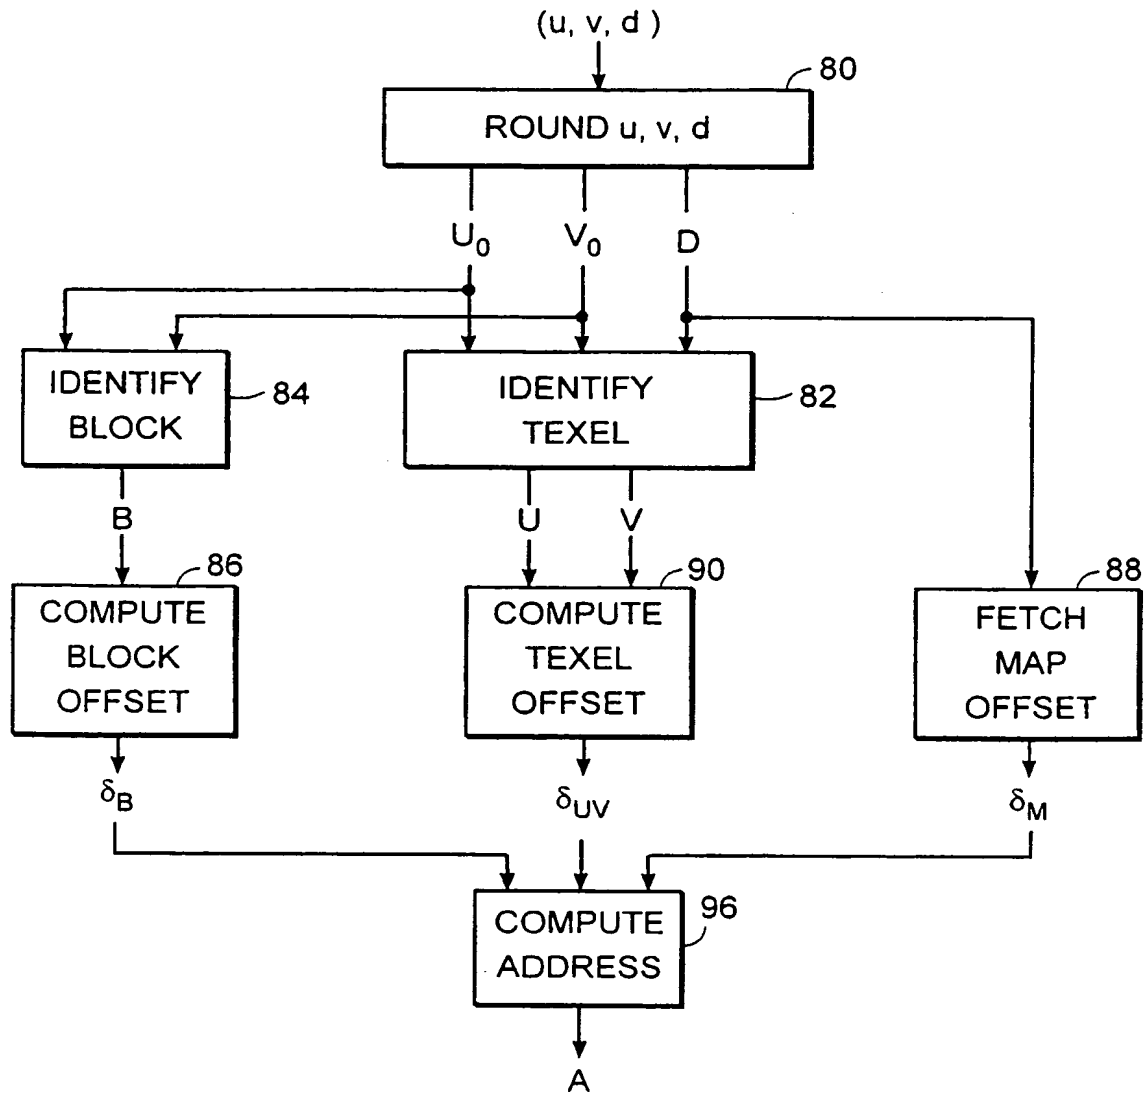 (u, v, d )
80
ROUND u, v, d
U₀ V₀ D
IDENTIFY
BLOCK
84
IDENTIFY
TEXEL
82
B
U V
86
COMPUTE
BLOCK
OFFSET
90
COMPUTE
TEXEL
OFFSET
88
FETCH
MAP
OFFSET
δB
δUV
δM
96
COMPUTE
ADDRESS
A